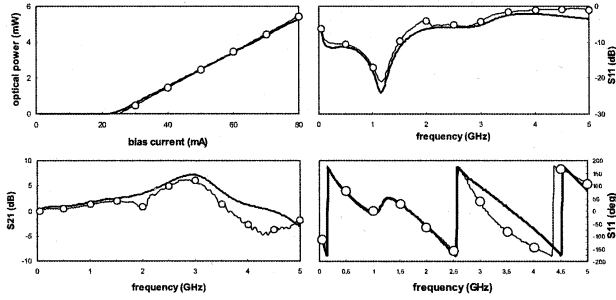 6
4
2
0
optical power (mW)
0 20 40 60 80
bias current (mA)
0
-10
-20
-30
S11 (dB)
0 1 2 3 4 5
frequency (GHz)
10
5
0
-5
-10
S21 (dB)
0 1 2 3 4 5
frequency (GHz)
200
150
100
50
0
-50
-100
-150
-200
S11 (deg)
0 0,5 1 1,5 2 2,5 3 3,5 4 4,5 5
frequency (GHz)